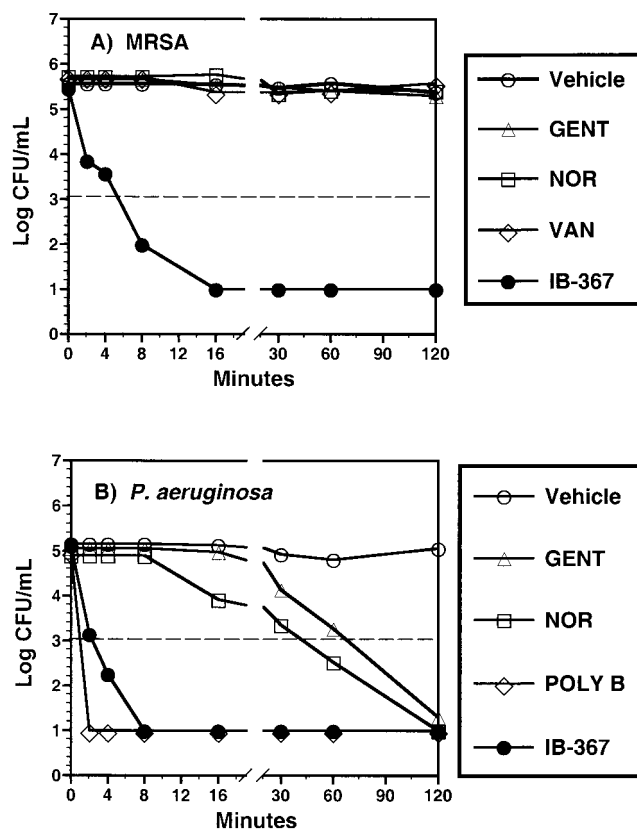 A) MRSA
Log CFU/mL
7
6
5
4
3
2
1
0
0 4 8 12 16 30 60 90 120
Minutes
Vehicle
GENT
NOR
VAN
IB-367
B) P. aeruginosa
Log CFU/mL
7
6
5
4
3
2
1
0
0 4 8 12 16 30 60 90 120
Minutes
Vehicle
GENT
NOR
POLY B
IB-367